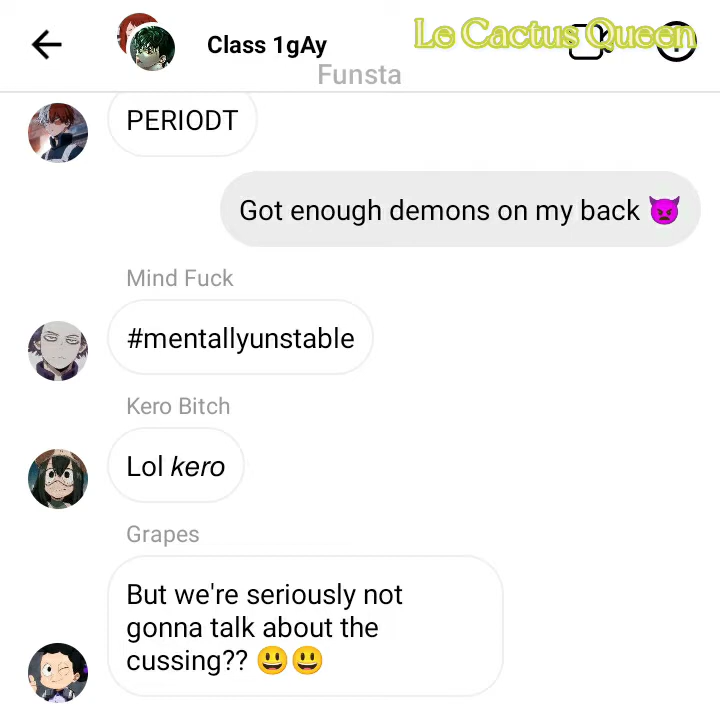 Class 1gAy
Le Cactus Queen
Funsta
PERIODT
Got enough demons on my back 👿
Mind Fuck
#mentallyunstable
Kero Bitch
Lol kero
Grapes
But we're seriously not
gonna talk about the
cussing?? 😃😃